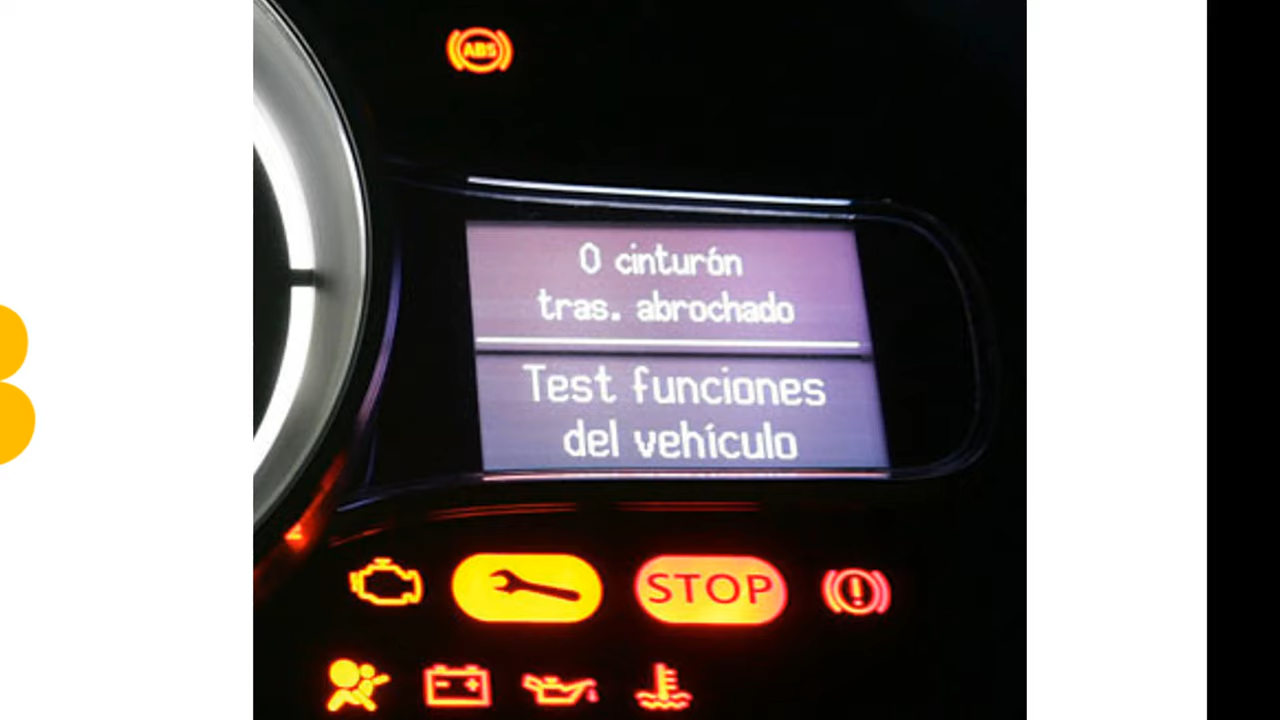 ABS
0 cinturón
tras. abrochado
Test funciones
del vehículo
STOP